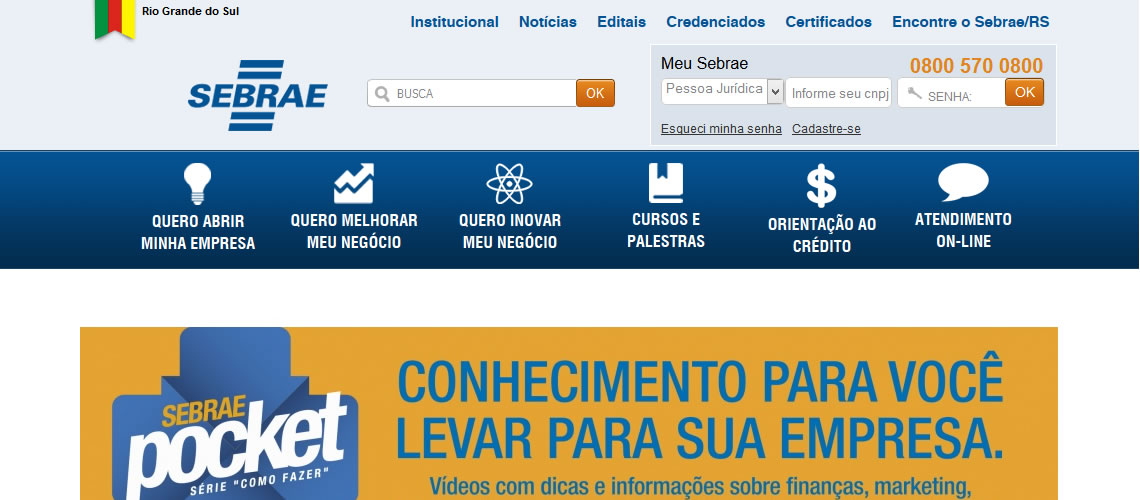 Rio Grande do Sul
Institucional Notícias Editais Credenciados Certificados Encontre o Sebrae/RS
SEBRAE
BUSCA OK
Meu Sebrae 0800 570 0800
Pessoa Jurídica Informe seu cnpj SENHA: OK
Esqueci minha senha Cadastre-se
QUERO ABRIR
MINHA EMPRESA
QUERO MELHORAR
MEU NEGÓCIO
QUERO INOVAR
MEU NEGÓCIO
CURSOS E
PALESTRAS
ORIENTAÇÃO AO
CRÉDITO
ATENDIMENTO
ON-LINE
SEBRAE
pocket
SÉRIE "COMO FAZER"
CONHECIMENTO PARA VOCÊ
LEVAR PARA SUA EMPRESA.
Vídeos com dicas e informações sobre finanças, marketing,